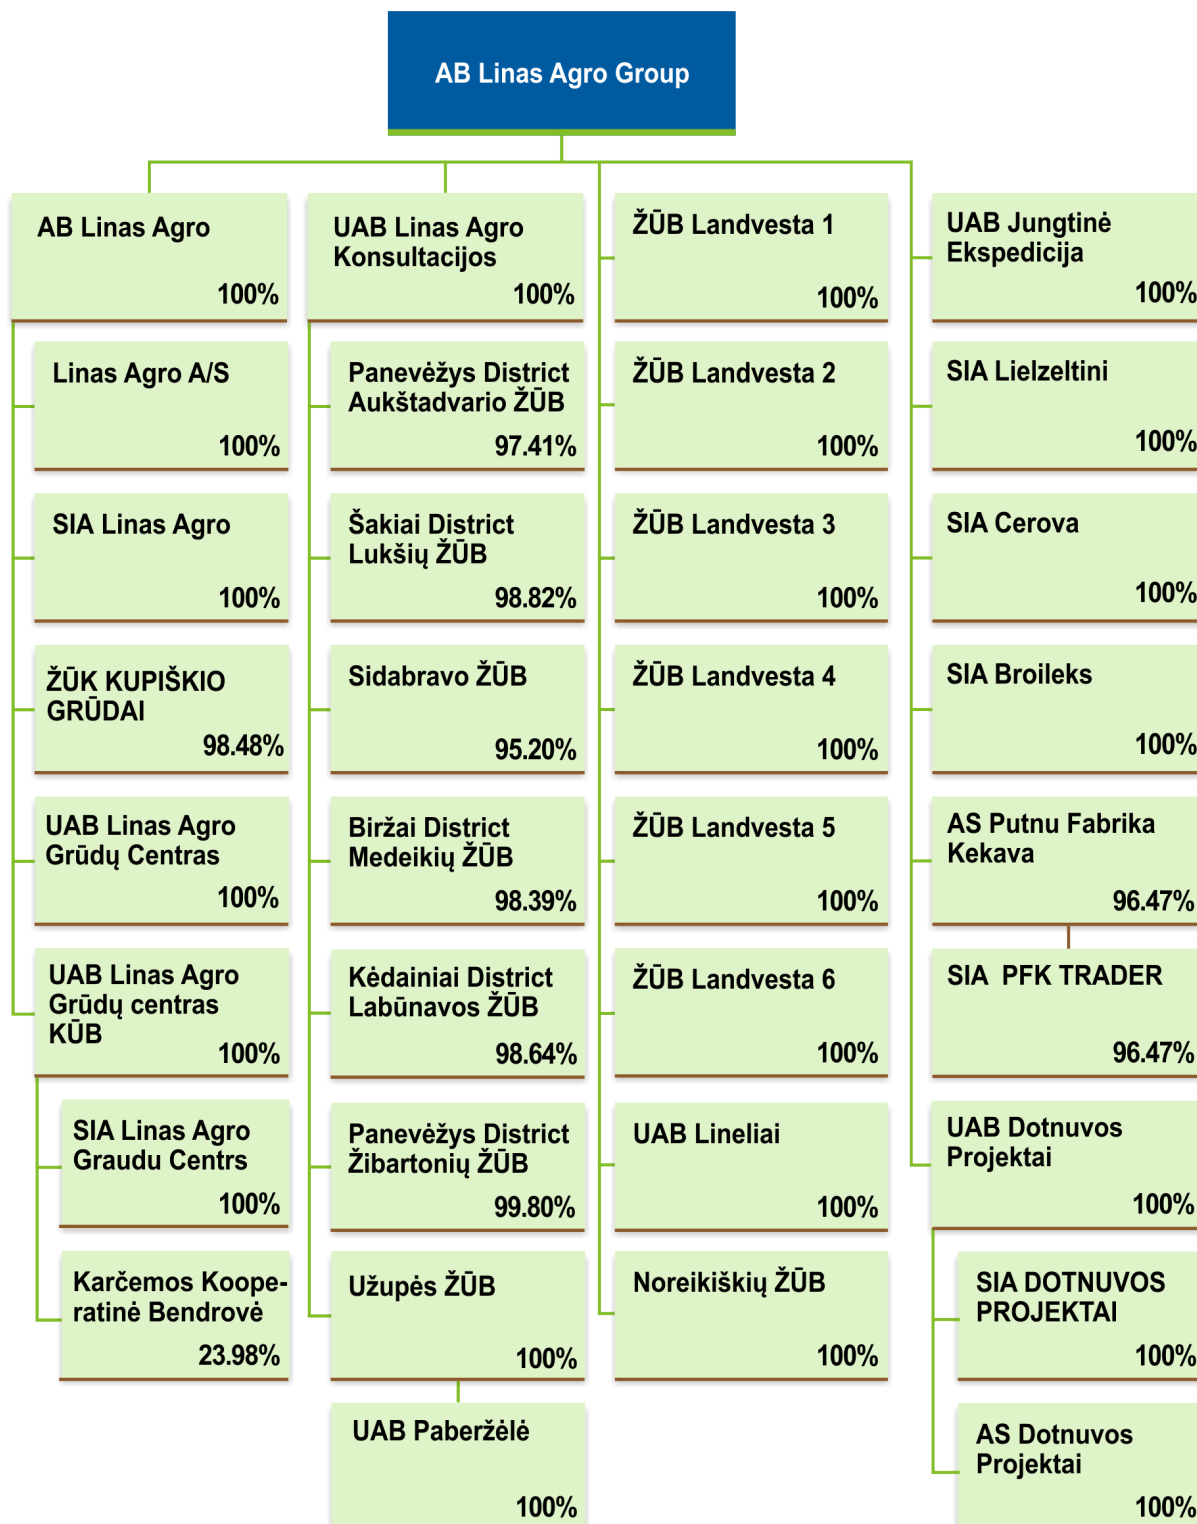 AB Linas Agro Group
AB Linas Agro
100%
Linas Agro A/S
100%
SIA Linas Agro
100%
ŽŪK KUPIŠKIO
GRŪDAI
98.48%
UAB Linas Agro
Grūdų Centras
100%
UAB Linas Agro
Grūdų centras
KŪB
100%
SIA Linas Agro
Graudu Centrs
100%
Karčemos Koope-
ratinė Bendrovė
23.98%
UAB Linas Agro
Konsultacijos
100%
Panevėžys District
Aukštadvario ŽŪB
97.41%
Šakiai District
Lukšių ŽŪB
98.82%
Sidabravo ŽŪB
95.20%
Biržai District
Medeikių ŽŪB
98.39%
Kėdainiai District
Labūnavos ŽŪB
98.64%
Panevėžys District
Žibartonių ŽŪB
99.80%
Užupės ŽŪB
100%
UAB Paberžėlė
100%
ŽŪB Landvesta 1
100%
ŽŪB Landvesta 2
100%
ŽŪB Landvesta 3
100%
ŽŪB Landvesta 4
100%
ŽŪB Landvesta 5
100%
ŽŪB Landvesta 6
100%
UAB Lineliai
100%
Noreikiškių ŽŪB
100%
UAB Jungtinė
Ekspedicija
100%
SIA Lielzeltini
100%
SIA Cerova
100%
SIA Broileks
100%
AS Putnu Fabrika
Kekava
96.47%
SIA PFK TRADER
96.47%
UAB Dotnuvos
Projektai
100%
SIA DOTNUVOS
PROJEKTAI
100%
AS Dotnuvos
Projektai
100%